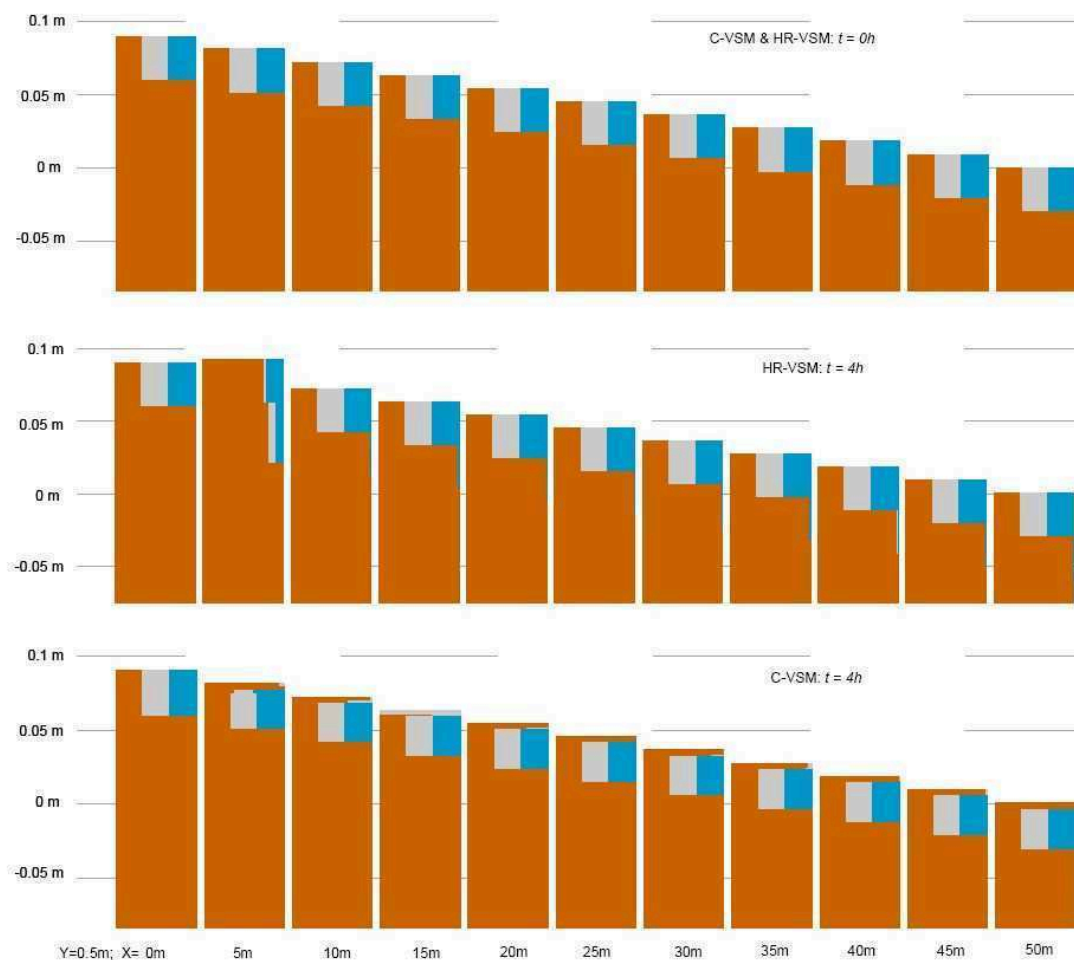 0.1 m
C-VSM & HR-VSM: t = 0h
0.05 m
0 m
-0.05 m
0.1 m
HR-VSM: t = 4h
0.05 m
0 m
-0.05 m
0.1 m
C-VSM: t = 4h
0.05 m
0 m
-0.05 m
Y=0.5m; X= 0m 5m 10m 15m 20m 25m 30m 35m 40m 45m 50m